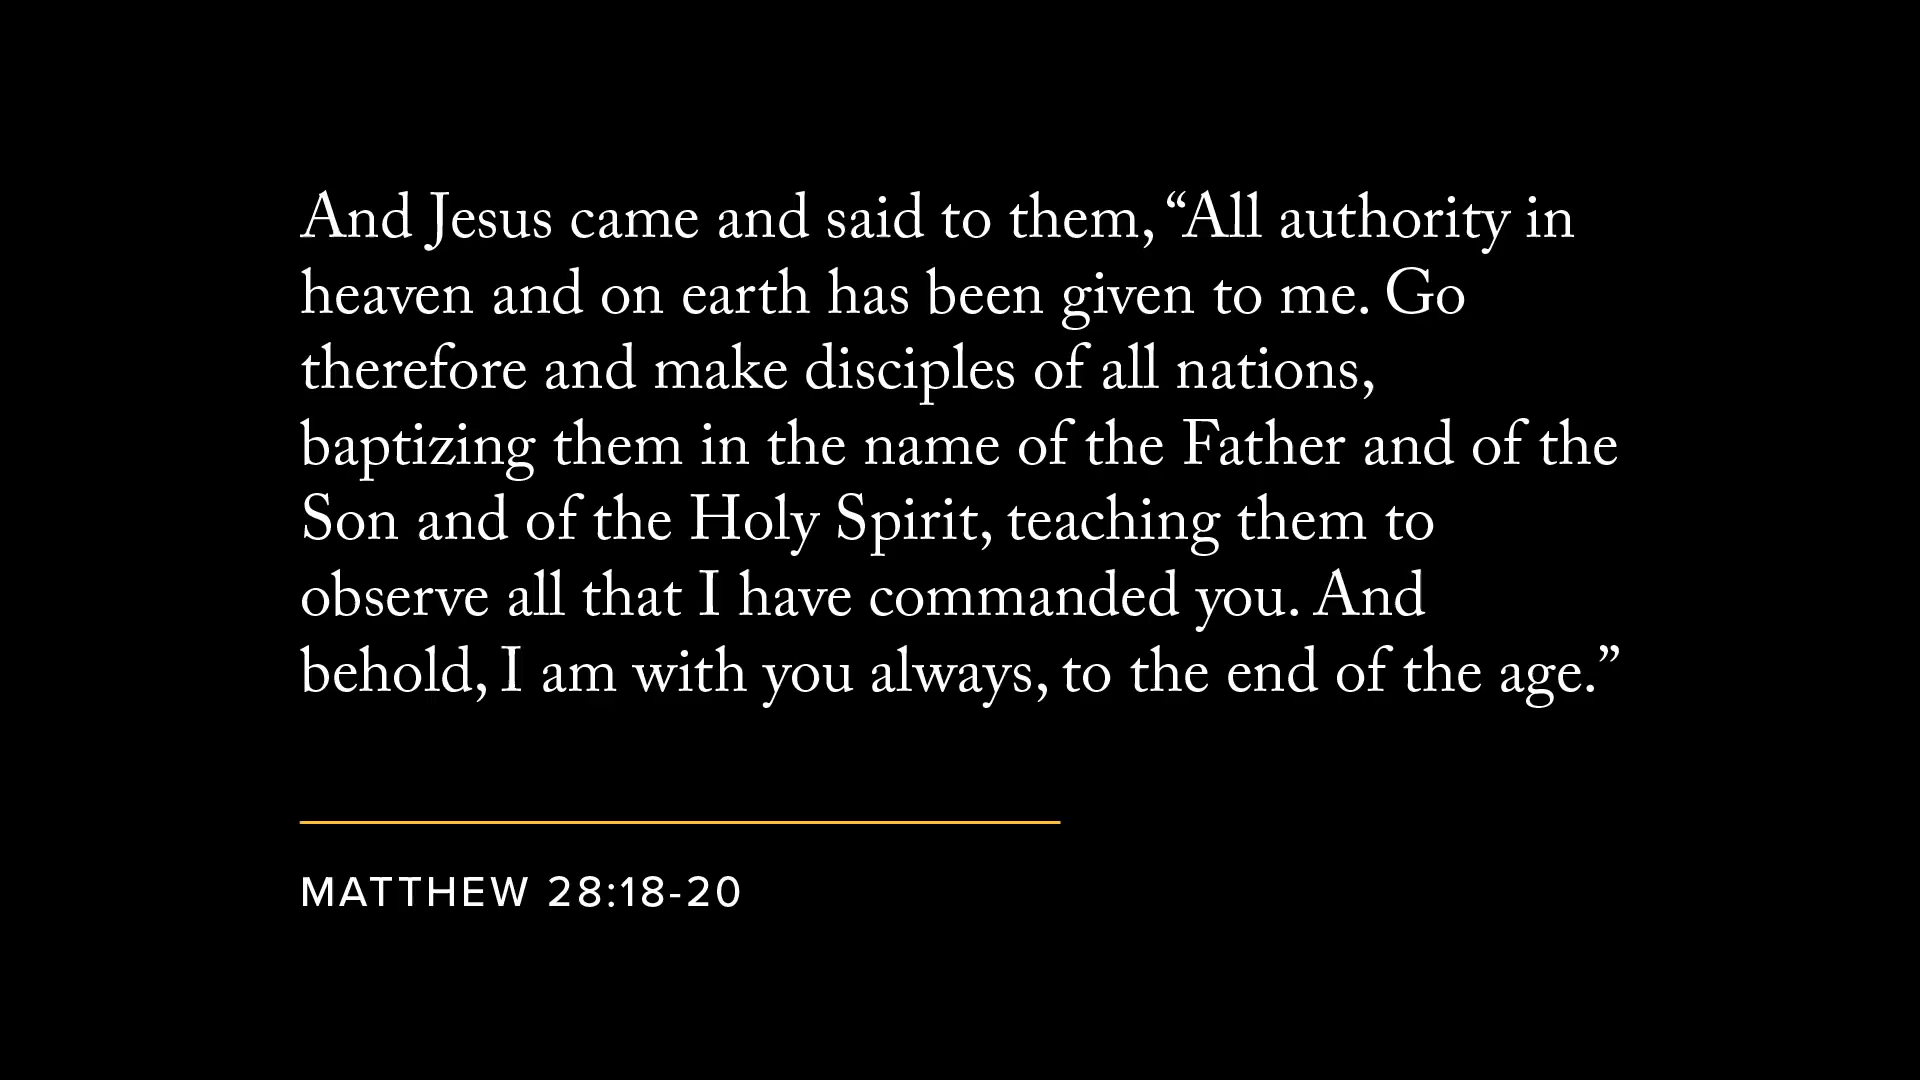 And Jesus came and said to them, “All authority in
heaven and on earth has been given to me. Go
therefore and make disciples of all nations,
baptizing them in the name of the Father and of the
Son and of the Holy Spirit, teaching them to
observe all that I have commanded you. And
behold, I am with you always, to the end of the age.”
MATTHEW 28:18-20